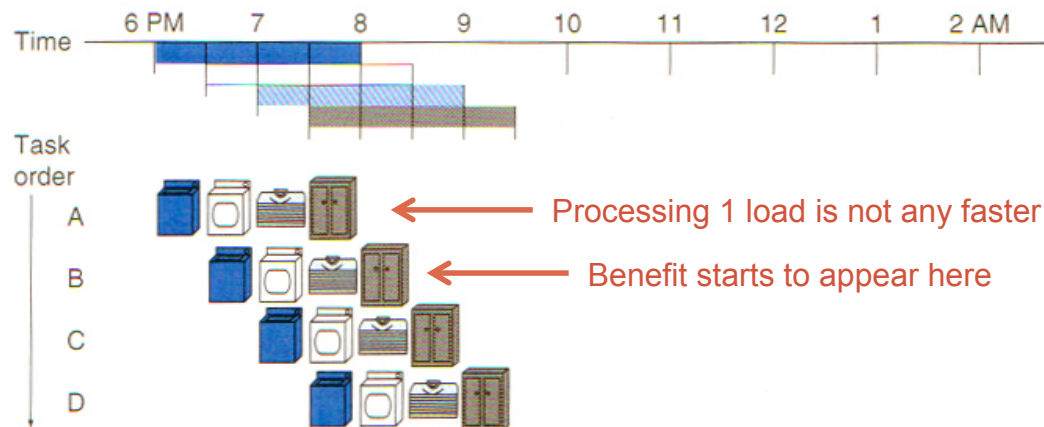 6 PM 7 8 9 10 11 12 1 2 AM
Time
Task
order
A
Processing 1 load is not any faster
B
Benefit starts to appear here
C
D